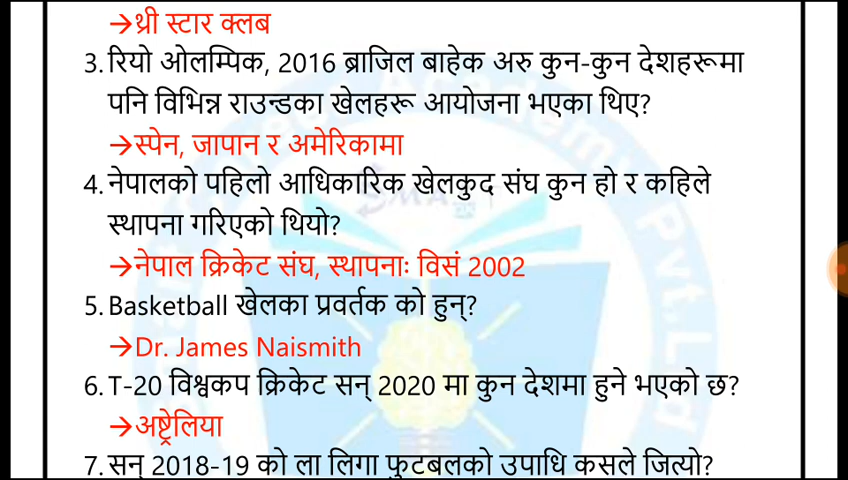 →थ्री स्टार क्लब
3. रियो ओलम्पिक, 2016 ब्राजिल बाहेक अरु कुन-कुन देशहरूमा
पनि विभिन्न राउन्डका खेलहरू आयोजना भएका थिए?
→स्पेन, जापान र अमेरिकामा
4. नेपालको पहिलो आधिकारिक खेलकुद संघ कुन हो र कहिले
स्थापना गरिएको थियो?
→नेपाल क्रिकेट संघ, स्थापनाः विसं 2002
5. Basketball खेलका प्रवर्तक को हुन्?
→Dr. James Naismith
6. T-20 विश्वकप क्रिकेट सन् 2020 मा कुन देशमा हुने भएको छ?
→अष्ट्रेलिया
7. सन् 2018-19 को ला लिगा फुटबलको उपाधि कसले जित्यो?